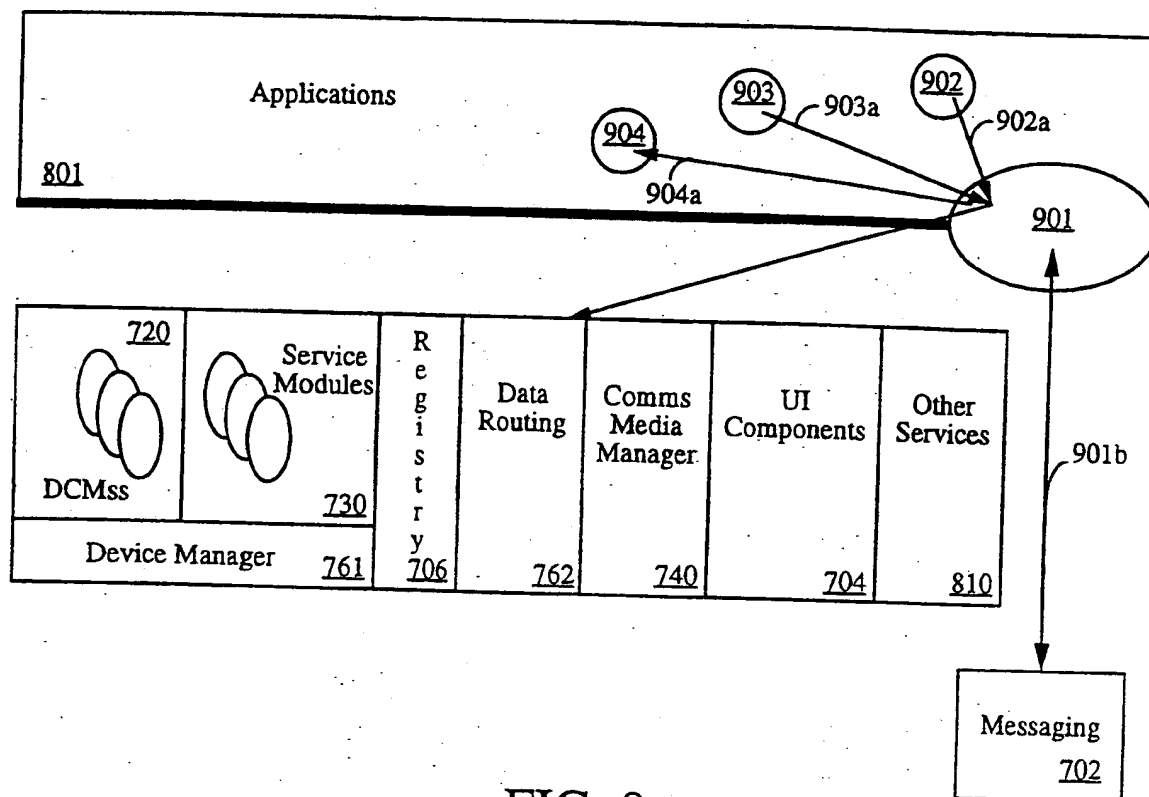 Applications
801
904
903
902
904a
903a
902a
901
720
DCMss
Service
Modules
730
Device Manager
761
Registry
706
Data
Routing
762
Comms
Media
Manager
740
UI
Components
704
Other
Services
810
901b
Messaging
702